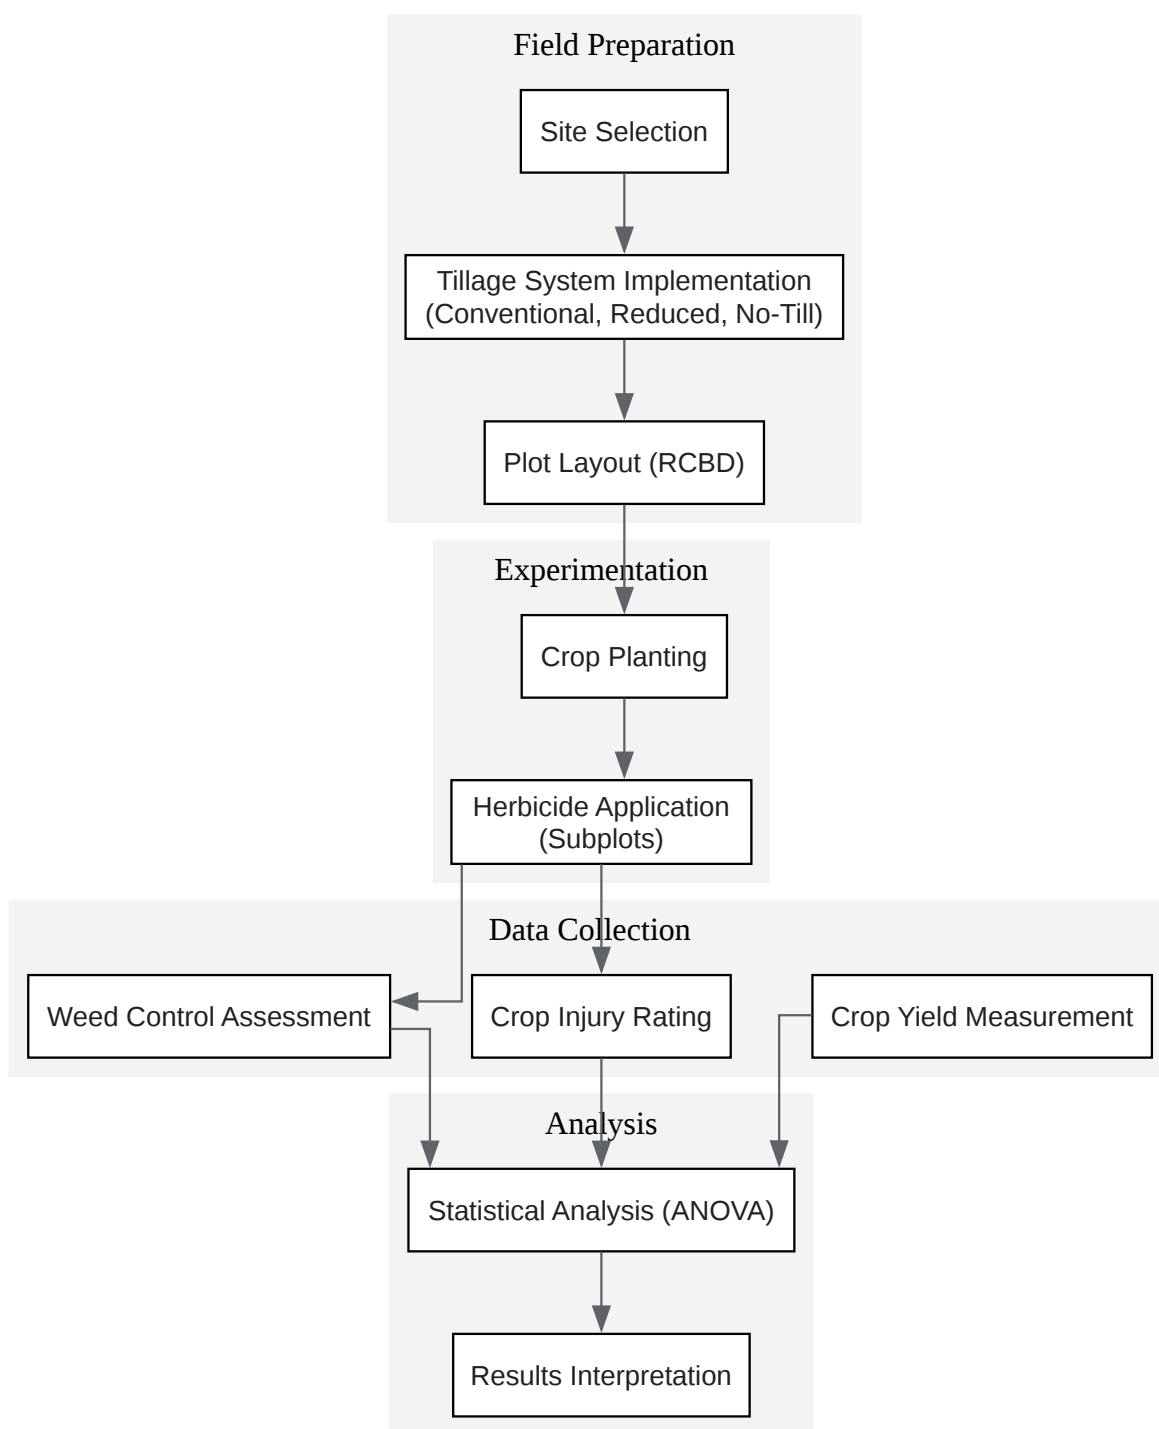 Field Preparation
Site Selection
Tillage System Implementation
(Conventional, Reduced, No-Till)
Plot Layout (RCBD)
Experimentation
Crop Planting
Herbicide Application
(Subplots)
Data Collection
Weed Control Assessment
Crop Injury Rating
Crop Yield Measurement
Analysis
Statistical Analysis (ANOVA)
Results Interpretation